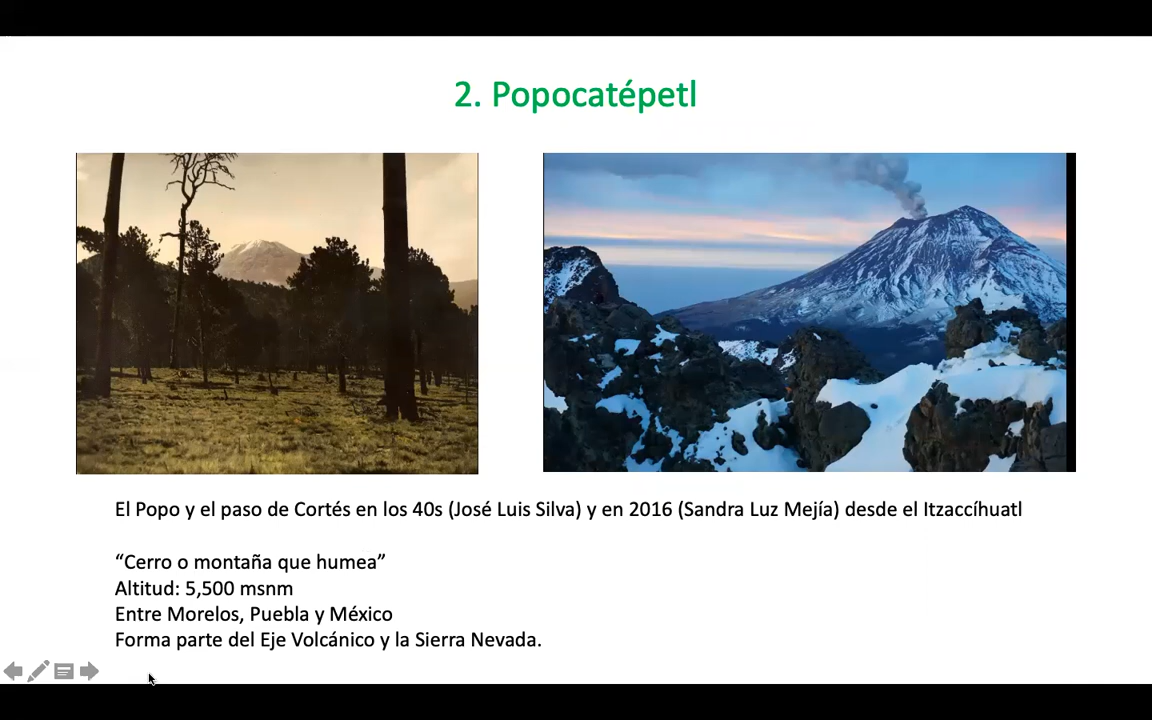 2. Popocatépetl
El Popo y el paso de Cortés en los 40s (José Luis Silva) y en 2016 (Sandra Luz Mejía) desde el Itzaccíhuatl
“Cerro o montaña que humea”
Altitud: 5,500 msnm
Entre Morelos, Puebla y México
Forma parte del Eje Volcánico y la Sierra Nevada.